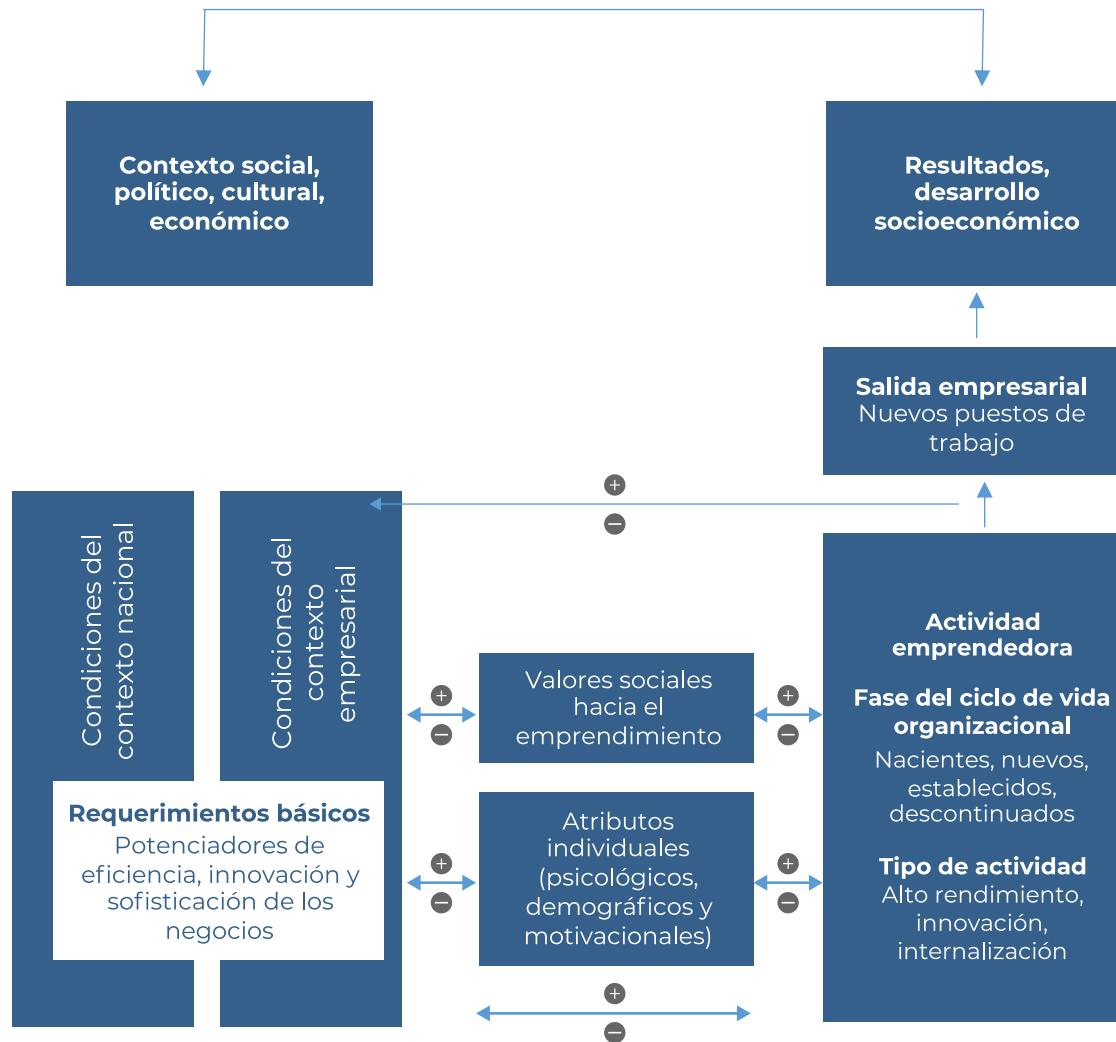 Contexto social,
político, cultural,
económico
Resultados,
desarrollo
socioeconómico
Salida empresarial
Nuevos puestos de
trabajo
+
−
Condiciones del
contexto nacional
Condiciones del
contexto
empresarial
Requerimientos básicos
Potenciadores de
eficiencia, innovación y
sofisticación de los
negocios
+
−
Valores sociales
hacia el
emprendimiento
+
−
+
−
Atributos
individuales
(psicológicos,
demográficos y
motivacionales)
+
−
+
−
Actividad
emprendedora
Fase del ciclo de vida
organizacional
Nacientes, nuevos,
establecidos,
descontinuados
Tipo de actividad
Alto rendimiento,
innovación,
internalización